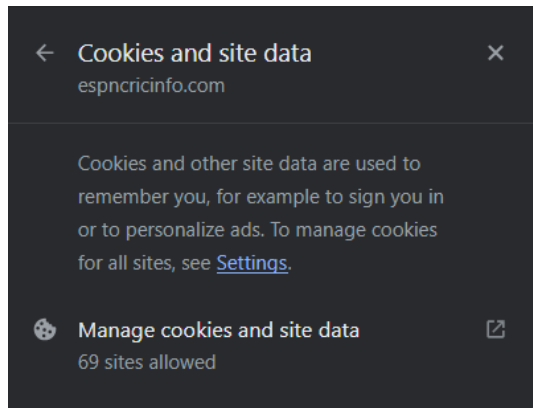 Cookies and site data
espncricinfo.com
Cookies and other site data are used to
remember you, for example to sign you in
or to personalize ads. To manage cookies
for all sites, see Settings.
Manage cookies and site data
69 sites allowed